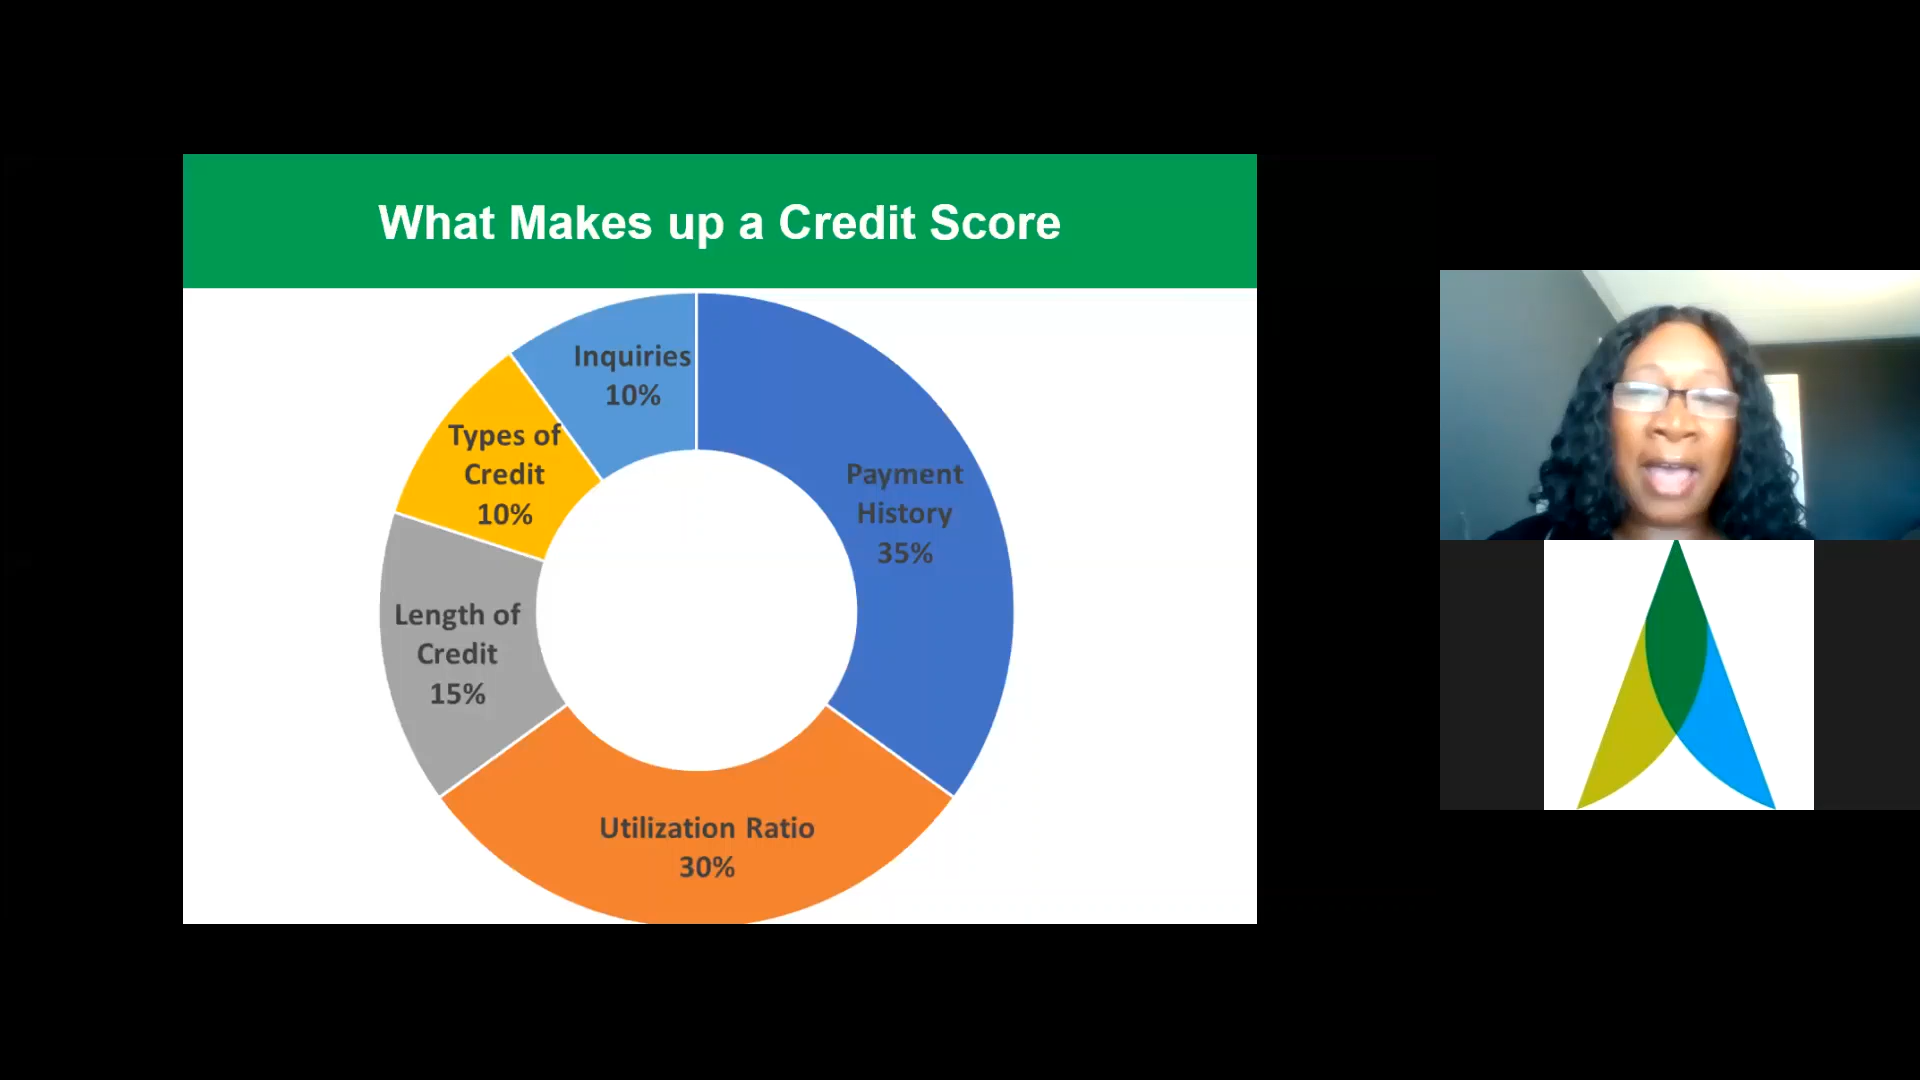 What Makes up a Credit Score
Inquiries
10%
Types of
Credit
10%
Payment
History
35%
Length of
Credit
15%
Utilization Ratio
30%